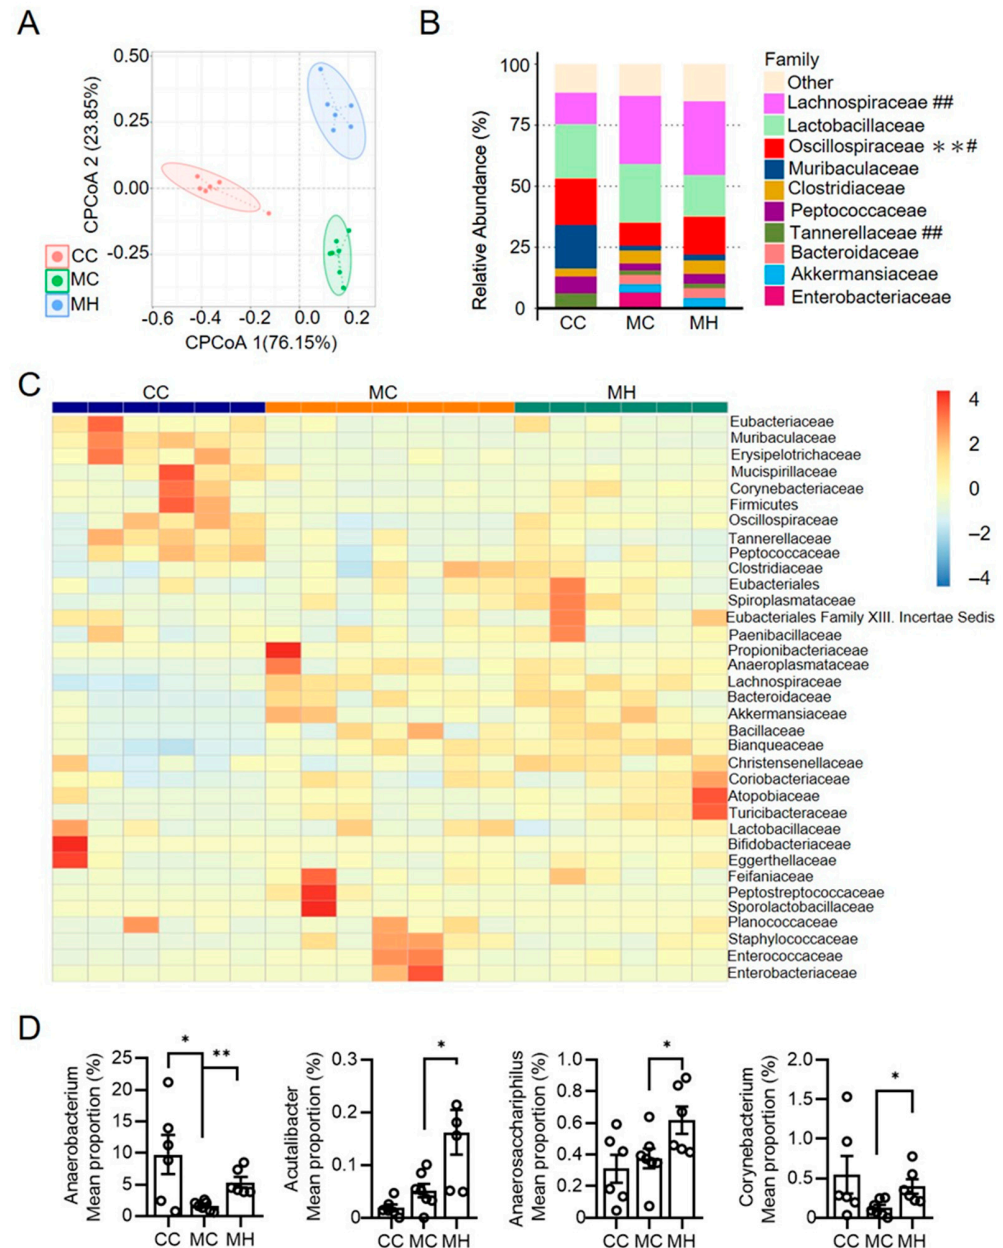 A
0.50
0.25
0.00
-0.25
CPCoA 2 (23.85%)
-0.6
-0.4
-0.2
0.0
0.2
CPCoA 1(76.15%)
CC
MC
MH
B
100
75
50
25
0
Relative Abundance (%)
CC
MC
MH
Family
Other
Lachnospiraceae ##
Lactobacillaceae
Oscillospiraceae **#
Muribaculaceae
Clostridiaceae
Peptococcaceae
Tannerellaceae ##
Bacteroidaceae
Akkermansiaceae
Enterobacteriaceae
C
CC
MC
MH
Eubacteriaceae
Muribaculaceae
Erysipelotrichaceae
Mucispirillaceae
Corynebacteriaceae
Firmicutes
Oscillospiraceae
Tannerellaceae
Peptococcaceae
Clostridiaceae
Eubacteriales
Spiroplasmataceae
Eubacteriales Family XIII. Incertae Sedis
Paenibacillaceae
Propionibacteriaceae
Anaeroplasmataceae
Lachnospiraceae
Bacteroidaceae
Akkermansiaceae
Bacillaceae
Bianqueaceae
Christensenellaceae
Coriobacteriaceae
Atopobiaceae
Turicibacteraceae
Lactobacillaceae
Bifidobacteriaceae
Eggerthellaceae
Feifaniaceae
Peptostreptococcaceae
Sporolactobacillaceae
Planococcaceae
Staphylococcaceae
Enterococcaceae
Enterobacteriaceae
4
2
0
–2
–4
D
Anaerobacterium
Mean proportion (%)
25
20
15
10
5
0
*
**
CC MC MH
Acutalibacter
Mean proportion (%)
0.3
0.2
0.1
0
*
CC MC MH
Anaerosacchariphilus
Mean proportion (%)
1.0
0.8
0.6
0.4
0.2
0
*
CC MC MH
Corynebacterium
Mean proportion (%)
2.0
1.5
1.0
0.5
0
*
CC MC MH